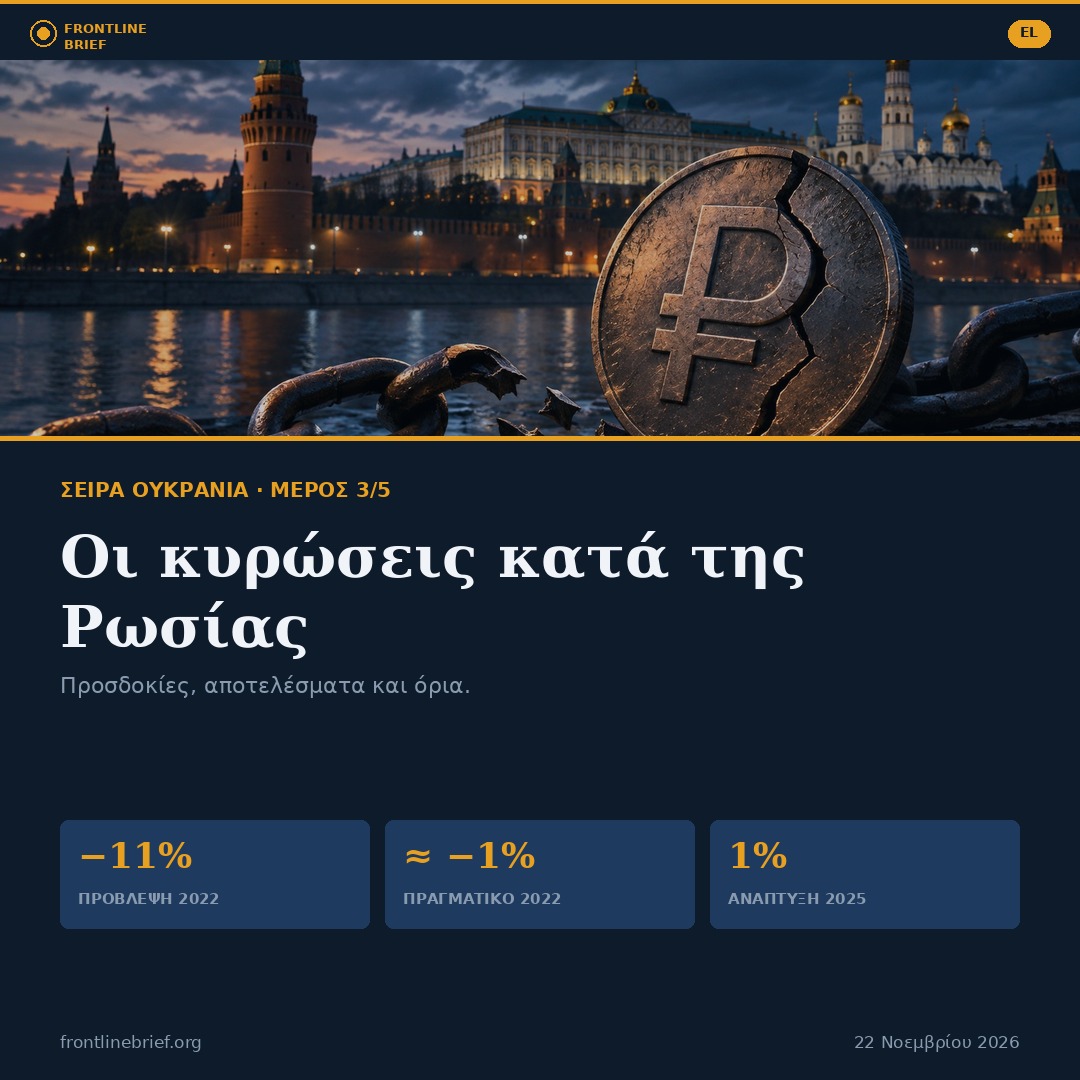 FRONTLINE
BRIEF
EL
ΣΕΙΡΑ ΟΥΚΡΑΝΙΑ · ΜΕΡΟΣ 3/5
Οι κυρώσεις κατά της
Ρωσίας
Προσδοκίες, αποτελέσματα και όρια.
−11%
ΠΡΟΒΛΕΨΗ 2022
≈ −1%
ΠΡΑΓΜΑΤΙΚΟ 2022
1%
ΑΝΑΠΤΥΞΗ 2025
frontlinebrief.org
22 Νοεμβρίου 2026